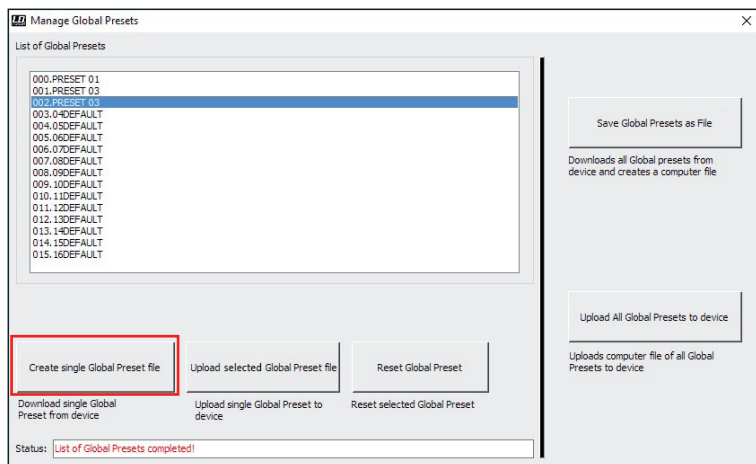 Manage Global Presets
List of Global Presets
000.PRESET 01
001.PRESET 03
002.PRESET 03
003.04DEFAULT
004.05DEFAULT
005.06DEFAULT
006.07DEFAULT
007.08DEFAULT
008.09DEFAULT
009.10DEFAULT
010.11DEFAULT
011.12DEFAULT
012.13DEFAULT
013.14DEFAULT
014.15DEFAULT
015.16DEFAULT
Save Global Presets as File
Downloads all Global presets from
device and creates a computer file
Upload All Global Presets to device
Uploads computer file of all Global
Presets to device
Create single Global Preset file
Download single Global
Preset from device
Upload selected Global Preset file
Upload single Global Preset to
device
Reset Global Preset
Reset selected Global Preset
Status: List of Global Presets completed!